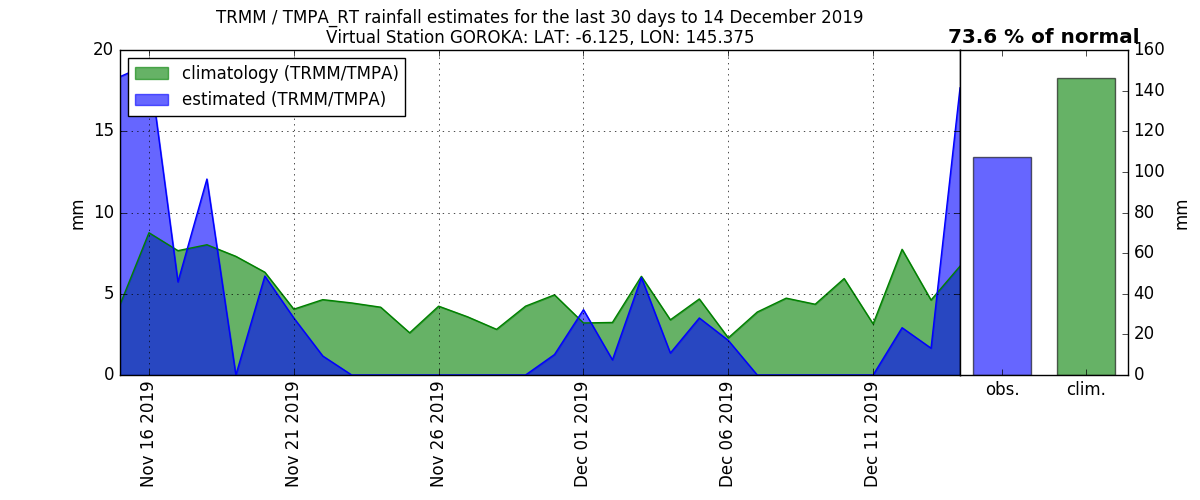 TRMM / TMPA_RT rainfall estimates for the last 30 days to 14 December 2019
Virtual Station GOROKA: LAT: -6.125, LON: 145.375
73.6 % of normal
climatology (TRMM/TMPA)
estimated (TRMM/TMPA)
20
15
10
5
0
mm
Nov 16 2019
Nov 21 2019
Nov 26 2019
Dec 01 2019
Dec 06 2019
Dec 11 2019
obs.
clim.
160
140
120
100
80
60
40
20
0
mm